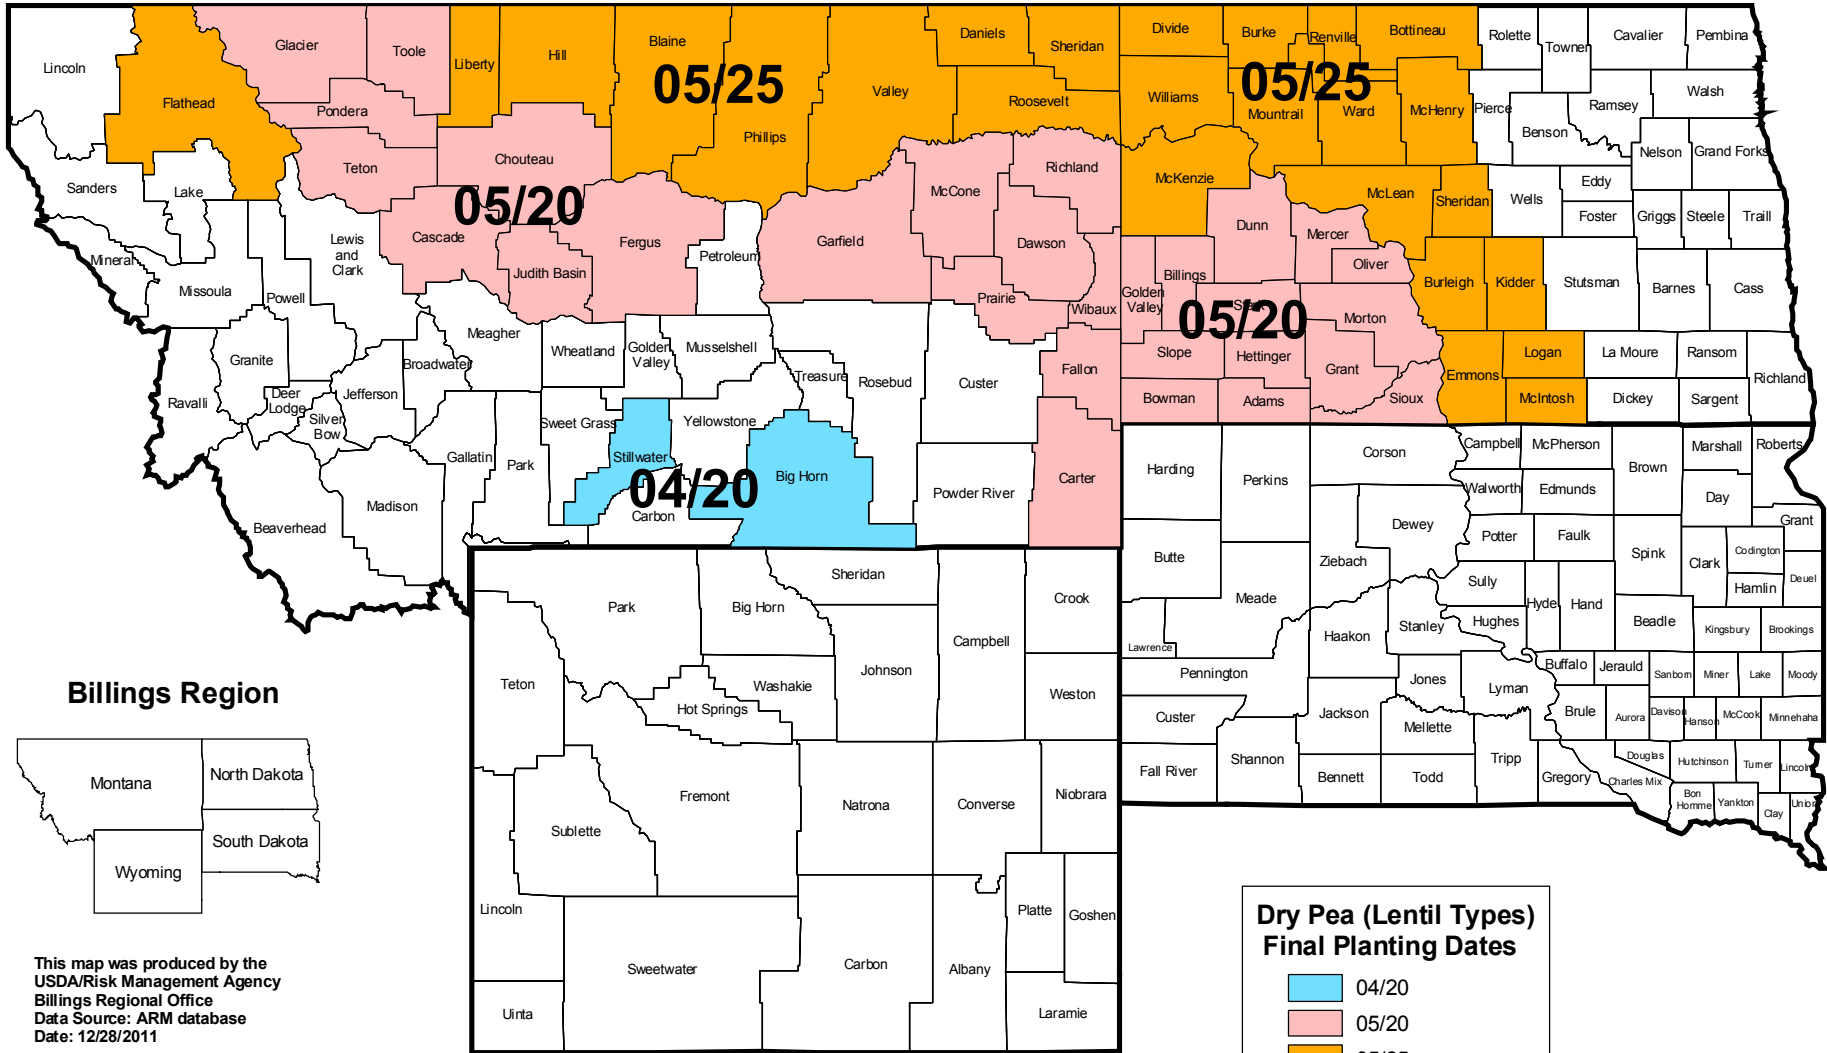 Lincoln
Flathead
Glacier
Toole
Liberty
Hill
Blaine
Phillips
Valley
Daniels
Sheridan
Roosevelt
Pondera
Teton
Chouteau
05/25
05/20
Sanders
Lake
Mineral
Missoula
Powell
Lewis
and
Clark
Cascade
Judith Basin
Fergus
Petroleum
Garfield
McCone
Richland
Dawson
Prairie
Wibaux
Granite
Ravalli
Deer
Lodge
Silver
Bow
Jefferson
Broadwater
Meagher
Wheatland
Golden
Valley
Musselshell
Treasure
Rosebud
Custer
Fallon
Beaverhead
Madison
Gallatin
Park
Sweet Grass
Stillwater
Yellowstone
Carbon
04/20
Big Horn
Powder River
Carter
Divide
Burke
Renville
Bottineau
Rolette
Towner
Cavalier
Pembina
Williams
Mountrail
Ward
McHenry
05/25
Pierce
Benson
Ramsey
Walsh
Nelson
Grand Forks
McKenzie
McLean
Sheridan
Wells
Eddy
Foster
Griggs
Steele
Traill
Dunn
Mercer
Oliver
Billings
Golden
Valley
05/20
Morton
Burleigh
Kidder
Stutsman
Barnes
Cass
Slope
Hettinger
Grant
Bowman
Adams
Sioux
Emmons
Logan
McIntosh
La Moure
Dickey
Ransom
Sargent
Richland
Harding
Perkins
Corson
Campbell
McPherson
Brown
Marshall
Roberts
Walworth
Edmunds
Day
Butte
Ziebach
Dewey
Potter
Faulk
Spink
Clark
Codington
Grant
Hamlin
Deuel
Meade
Lawrence
Sully
Hyde
Hand
Beadle
Kingsbury
Brookings
Haakon
Stanley
Hughes
Pennington
Jones
Lyman
Buffalo
Jerauld
Sanborn
Miner
Lake
Moody
Custer
Jackson
Mellette
Brule
Aurora
Davison
Hanson
McCook
Minnehaha
Fall River
Shannon
Bennett
Todd
Tripp
Gregory
Charles Mix
Douglas
Hutchinson
Turner
Lincoln
Bon
Homme
Yankton
Clay
Union
Park
Big Horn
Sheridan
Campbell
Crook
Teton
Johnson
Washakie
Hot Springs
Weston
Lincoln
Sublette
Fremont
Natrona
Converse
Niobrara
Uinta
Sweetwater
Carbon
Albany
Platte
Goshen
Laramie
Billings Region
Montana
North Dakota
South Dakota
Wyoming
This map was produced by the
USDA/Risk Management Agency
Billings Regional Office
Data Source: ARM database
Date: 12/28/2011
Dry Pea (Lentil Types)
Final Planting Dates
04/20
05/20